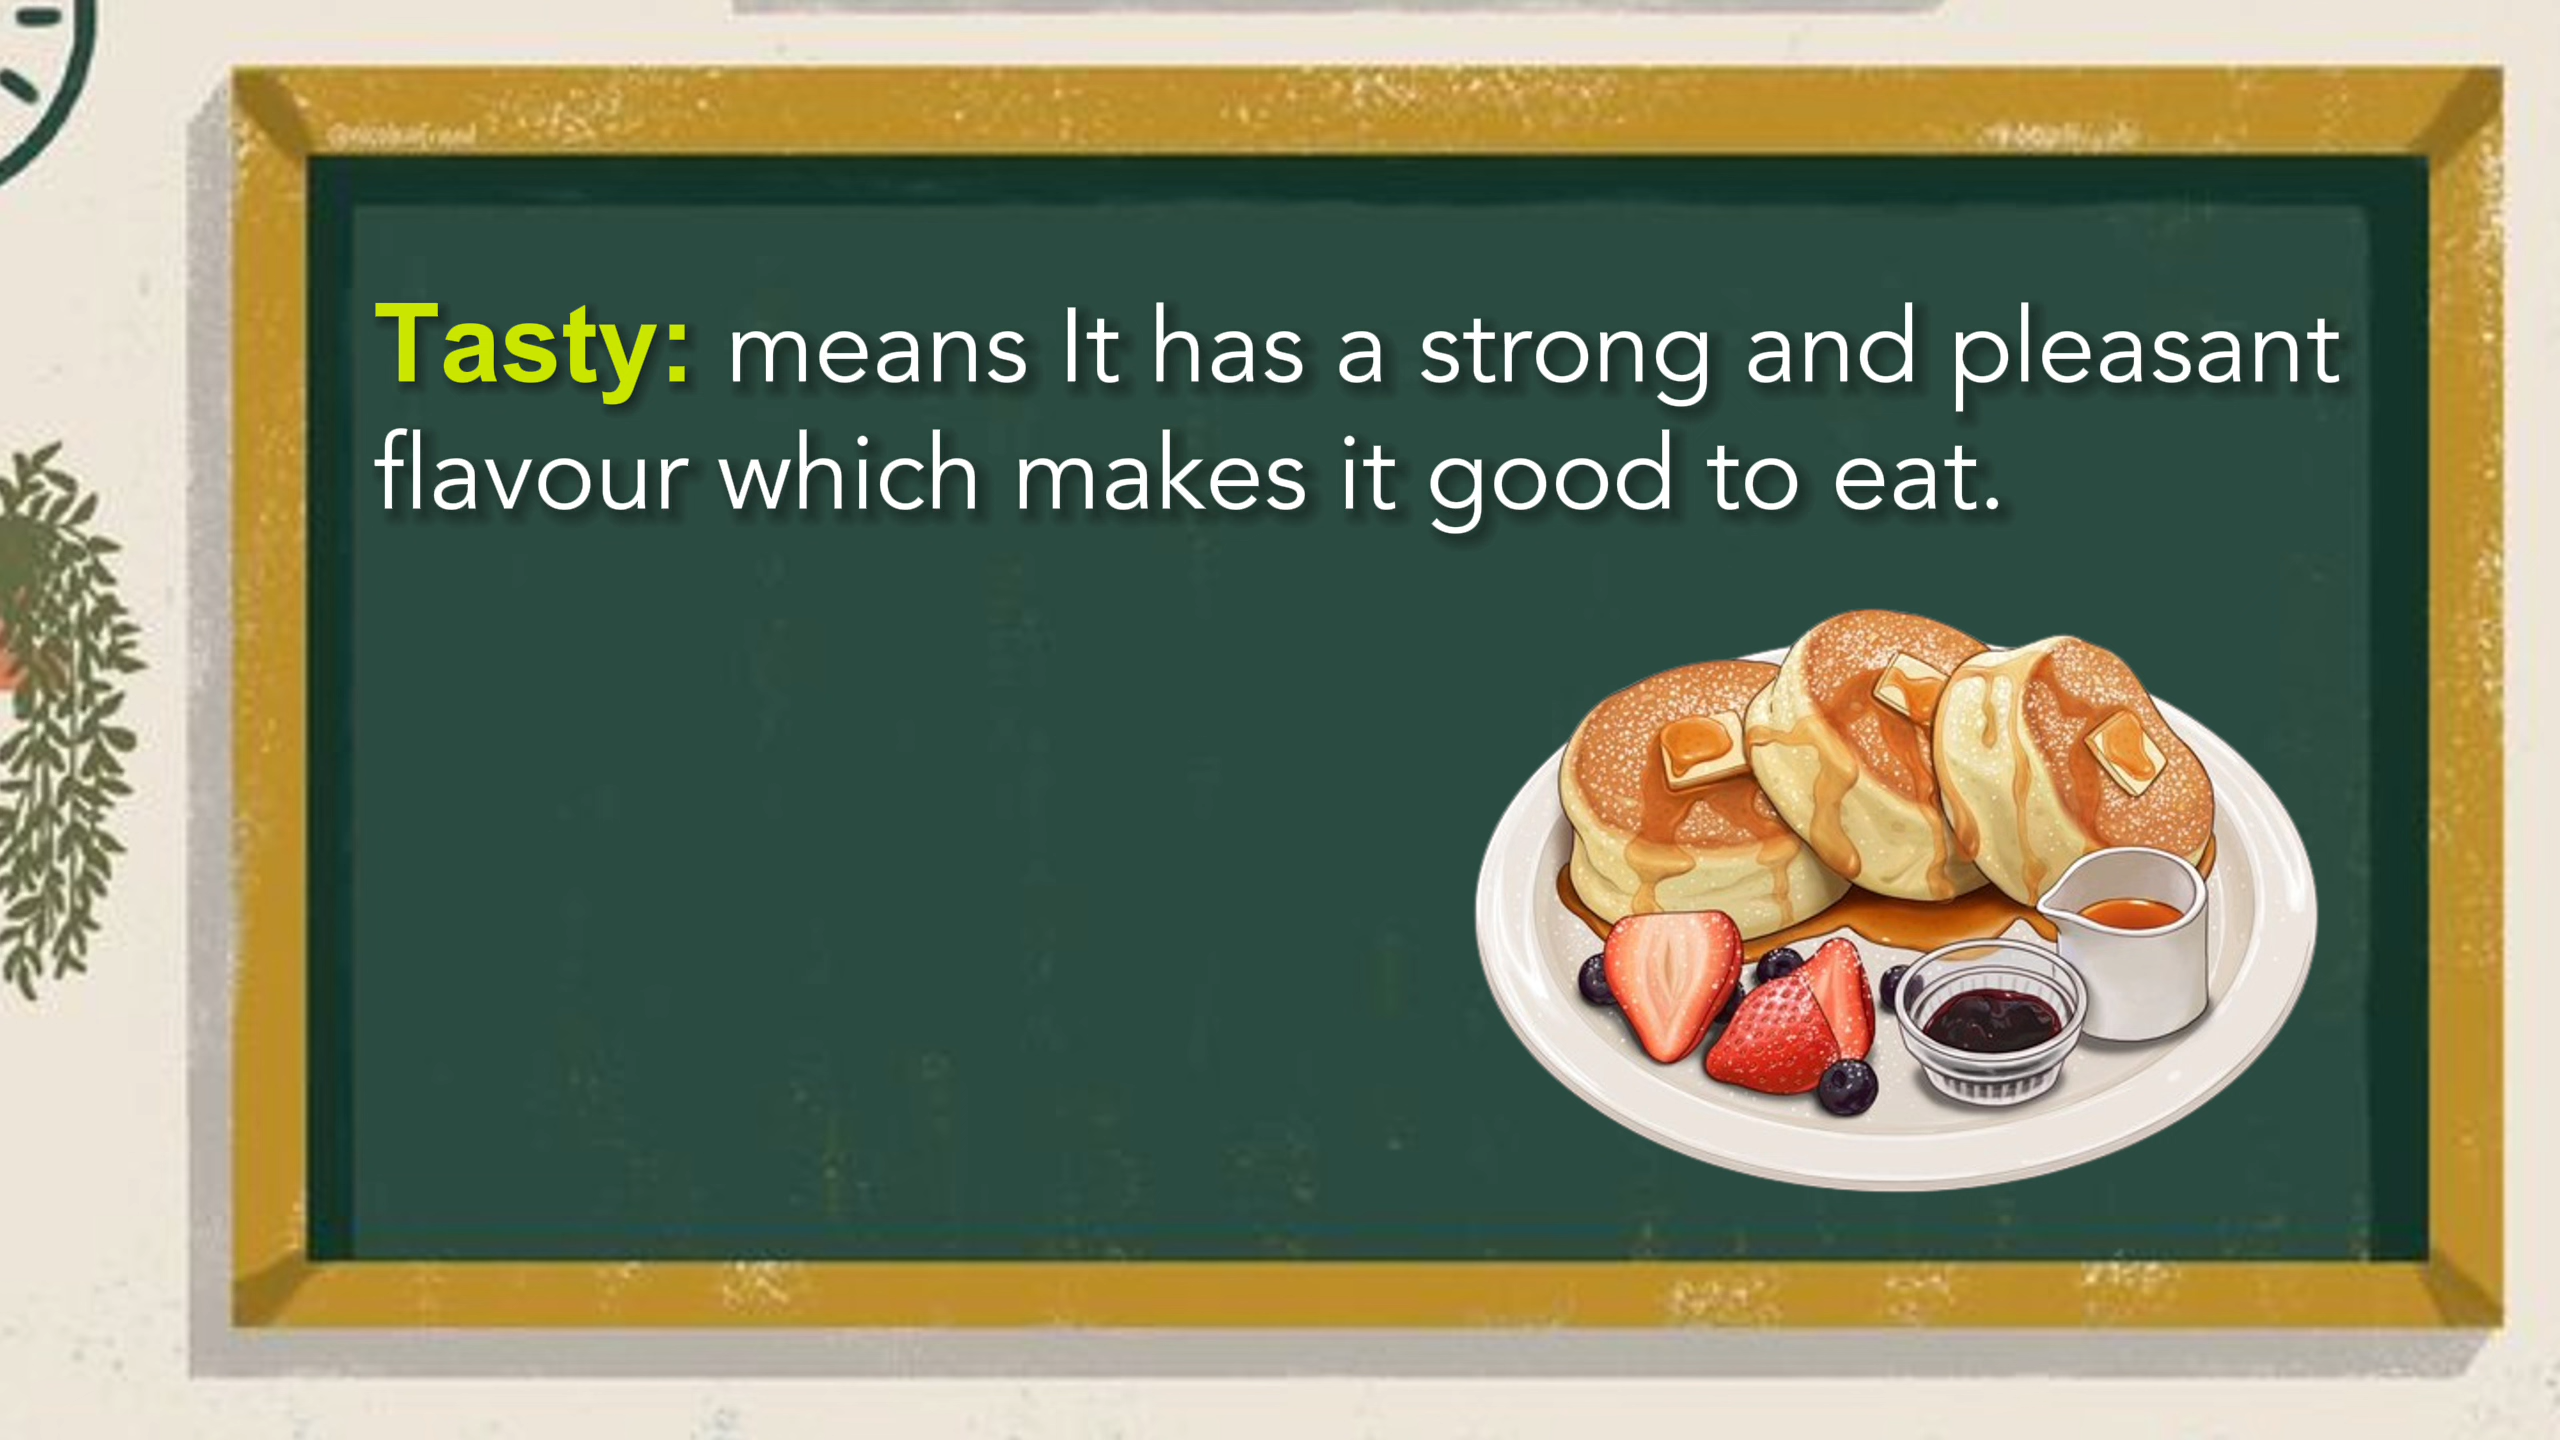 Tasty: means It has a strong and pleasant
flavour which makes it good to eat.